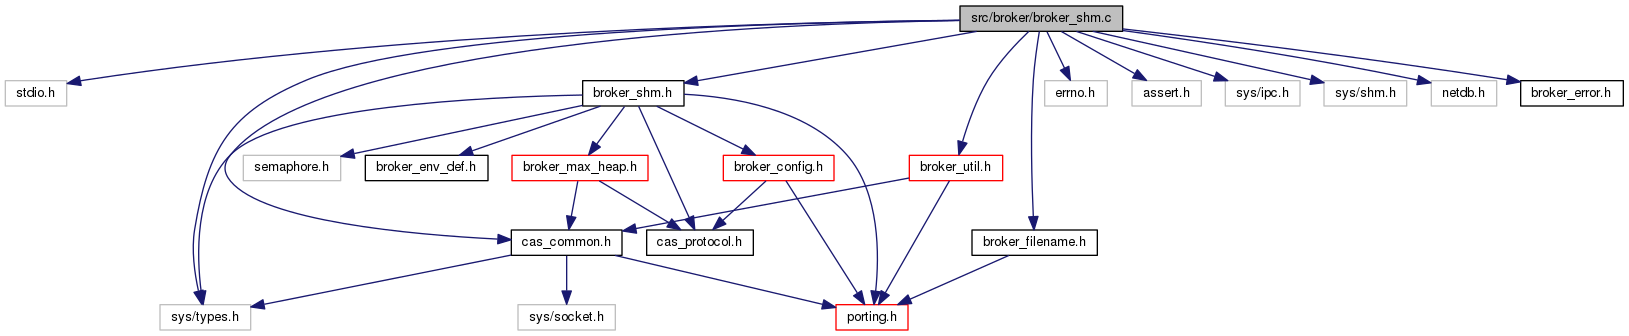 src/broker/broker_shm.c
stdio.h
broker_shm.h
errno.h
assert.h
sys/ipc.h
sys/shm.h
netdb.h
broker_error.h
semaphore.h
broker_env_def.h
broker_max_heap.h
broker_config.h
broker_util.h
cas_common.h
cas_protocol.h
broker_filename.h
sys/types.h
sys/socket.h
porting.h